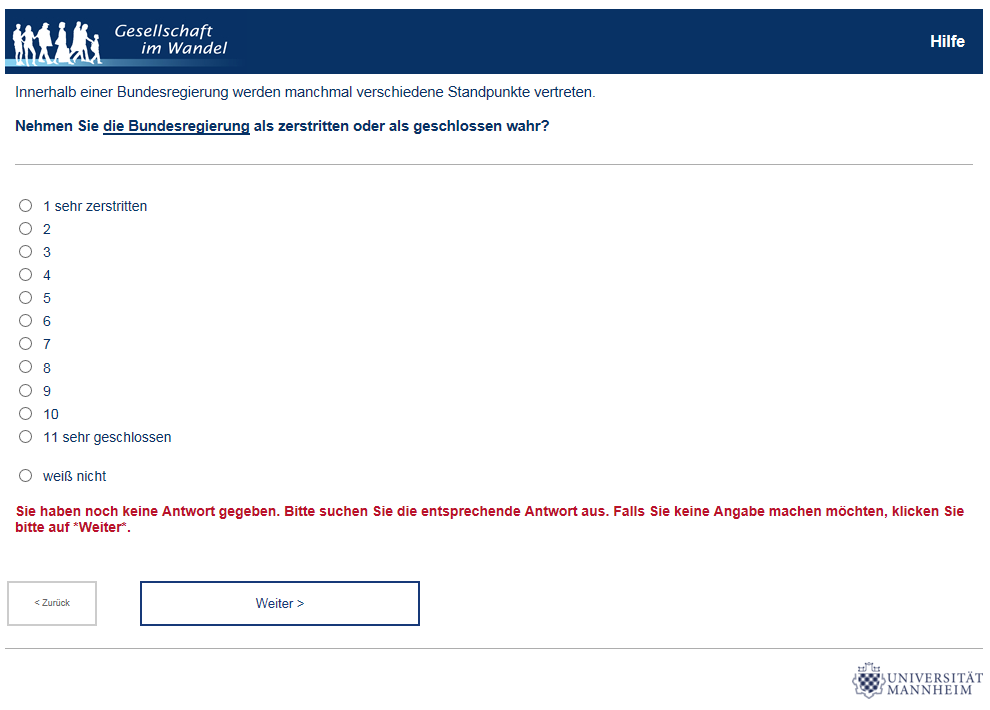 Gesellschaft
im Wandel
Hilfe
Innerhalb einer Bundesregierung werden manchmal verschiedene Standpunkte vertreten.
Nehmen Sie die Bundesregierung als zerstritten oder als geschlossen wahr?
1 sehr zerstritten
2
3
4
5
6
7
8
9
10
11 sehr geschlossen
weiß nicht
Sie haben noch keine Antwort gegeben. Bitte suchen Sie die entsprechende Antwort aus. Falls Sie keine Angabe machen möchten, klicken Sie
bitte auf *Weiter*.
< Zurück
Weiter >
UNIVERSITÄT
MANNHEIM